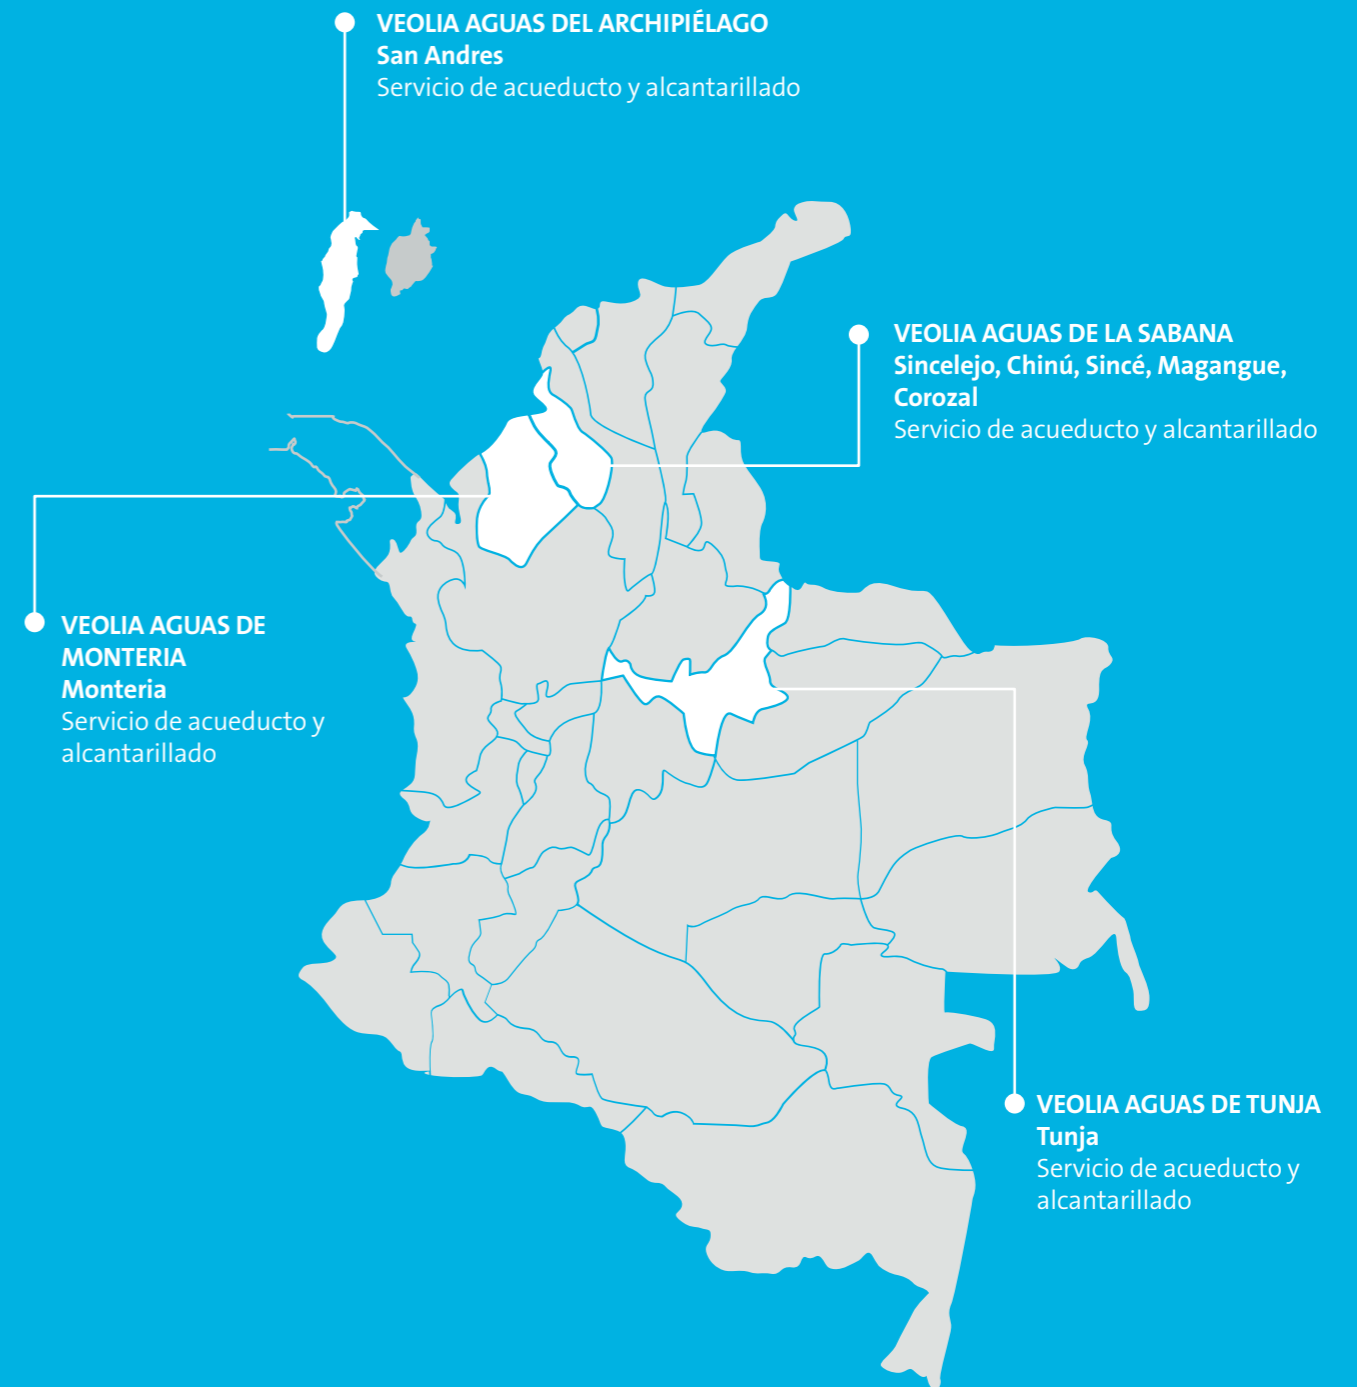 VEOLIA AGUAS DEL ARCHIPIÉLAGO
San Andres
Servicio de acueducto y alcantarillado
VEOLIA AGUAS DE LA SABANA
Sincelejo, Chinú, Sincé, Magangue,
Corozal
Servicio de acueducto y alcantarillado
VEOLIA AGUAS DE
MONTERIA
Monteria
Servicio de acueducto y
alcantarillado
VEOLIA AGUAS DE TUNJA
Tunja
Servicio de acueducto y
alcantarillado